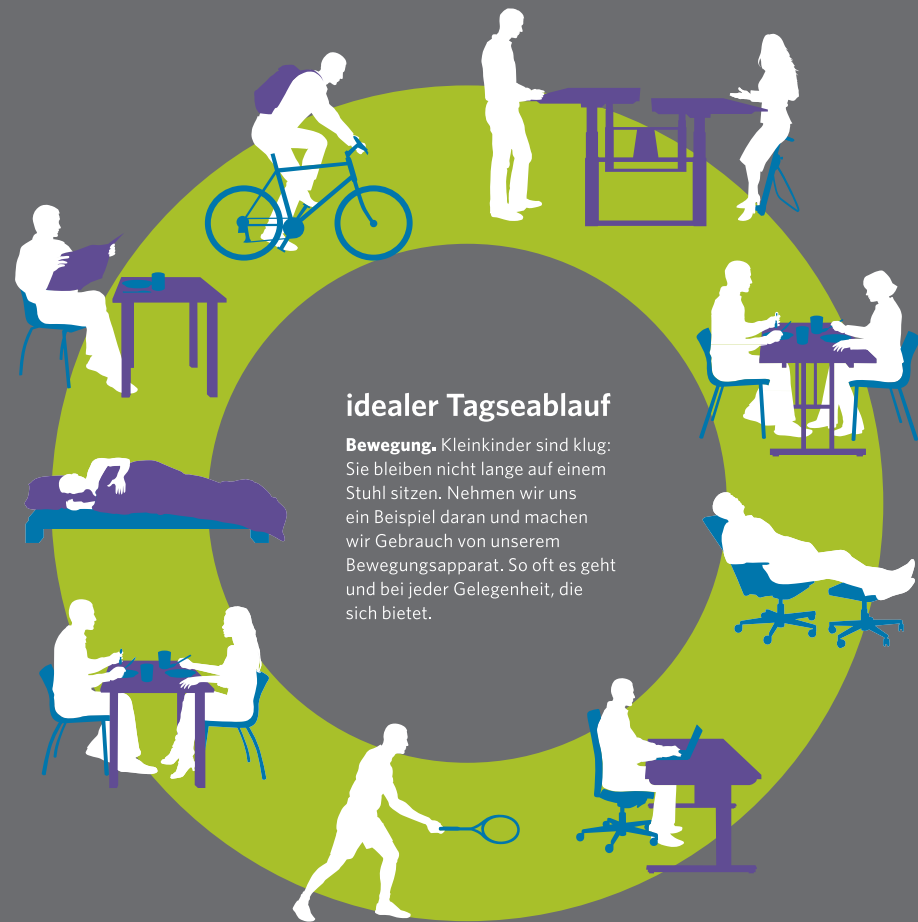 idealer Tagseablauf
Bewegung. Kleinkinder sind klug:
Sie bleiben nicht lange auf einem
Stuhl sitzen. Nehmen wir uns
ein Beispiel daran und machen
wir Gebrauch von unserem
Bewegungsapparat. So oft es geht
und bei jeder Gelegenheit, die
sich bietet.